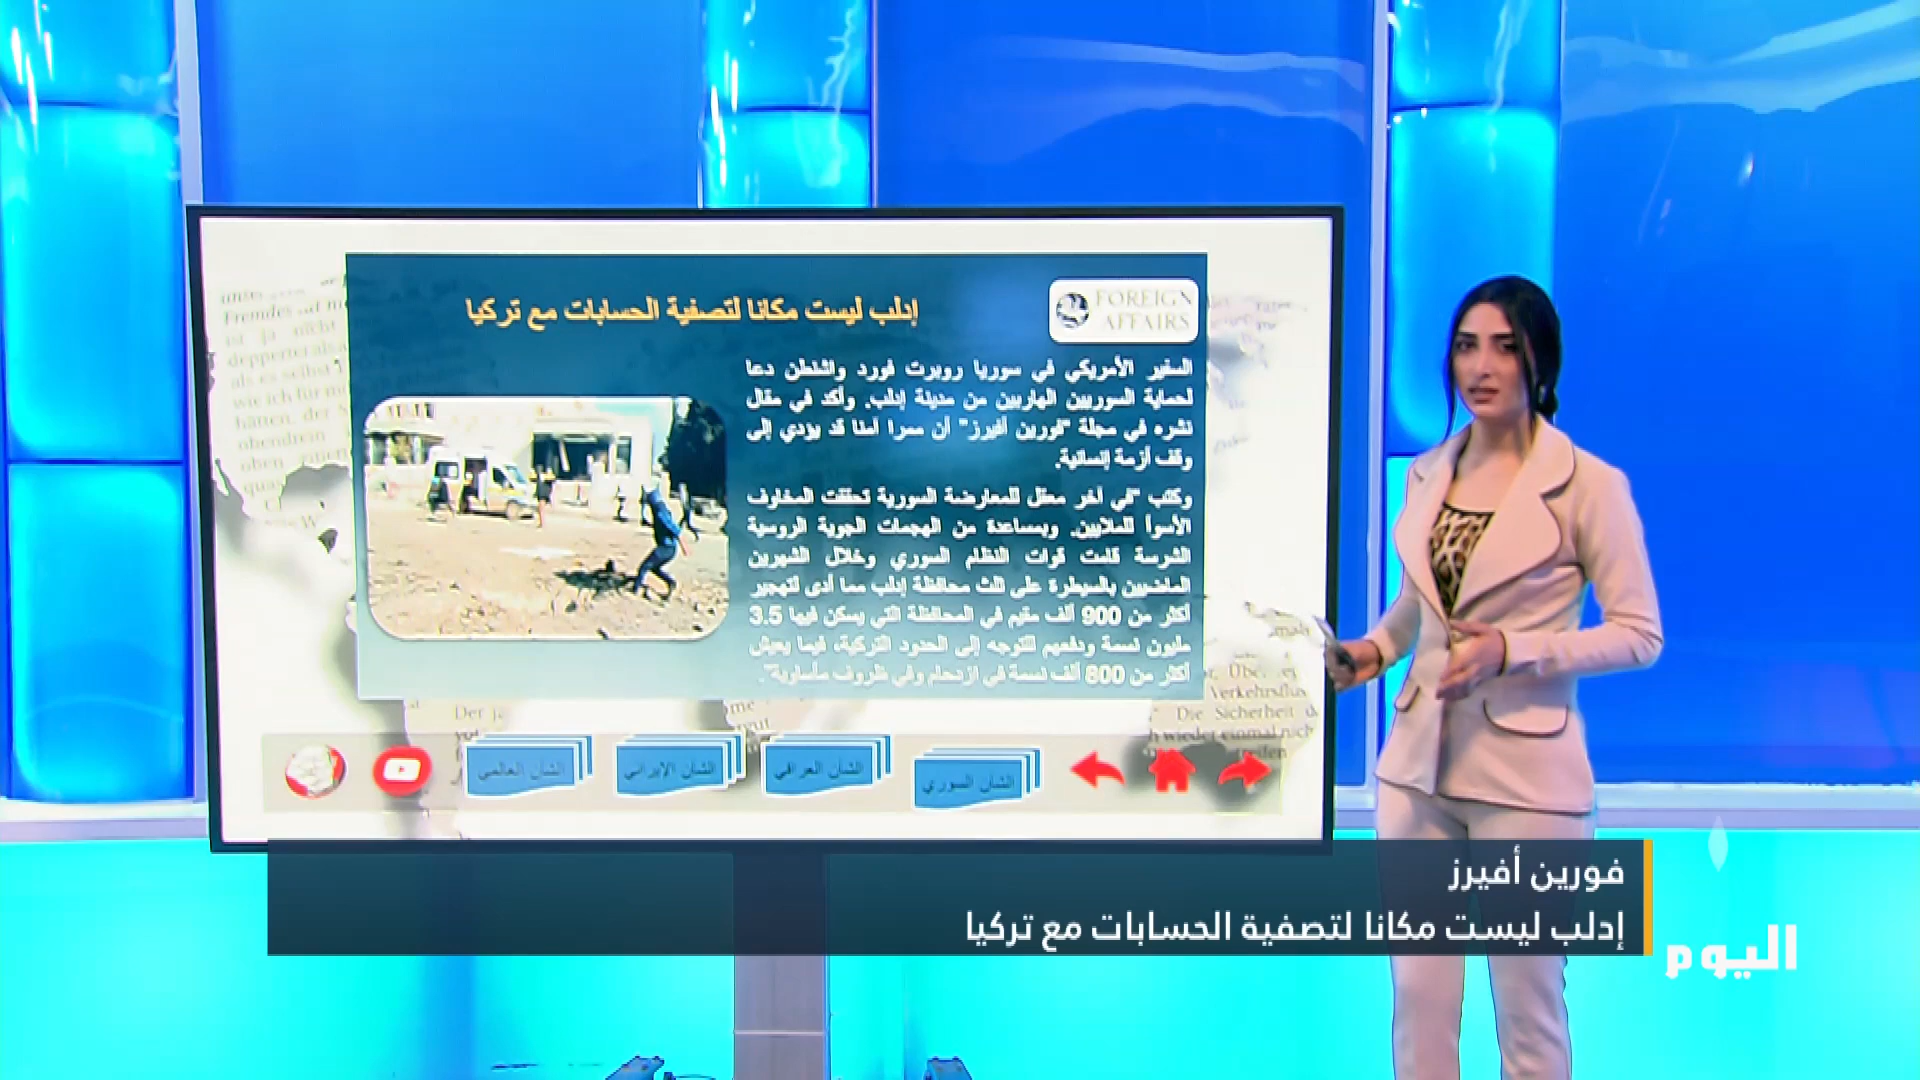 إدلب ليست مكانا لتصفية الحسابات مع تركيا
FOREIGN
AFFAIRS
السفير الأمريكي في سوريا روبرت فورد واشنطن دعا
لحماية السوريين الهاربين من مدينة إدلب. وأكد في مقال
نشره في مجلة "فورين أفيرز" أن ممرا آمنا قد يؤدي إلى
وقف أزمة إنسانية.
وكتب "في آخر معقل للمعارضة السورية تحققت المخاوف
الأسوأ للملايين. وبمساعدة من الهجمات الجوية الروسية
الشرسة قامت قوات النظام السوري وخلال الشهرين
الماضيين بالسيطرة على ثلث محافظة إدلب مما أدى لتهجير
أكثر من 900 ألف مقيم في المحافظة التي يسكن فيها 3.5
مليون نسمة ودفعهم للتوجه إلى الحدود التركية، فيما يعيش
أكثر من 800 ألف نسمة في ازدحام وفي ظروف مأساوية".
الشأن السوري
الشأن العراقي
الشأن الايراني
الشأن العالمي
فورين أفيرز
إدلب ليست مكانا لتصفية الحسابات مع تركيا
اليوم